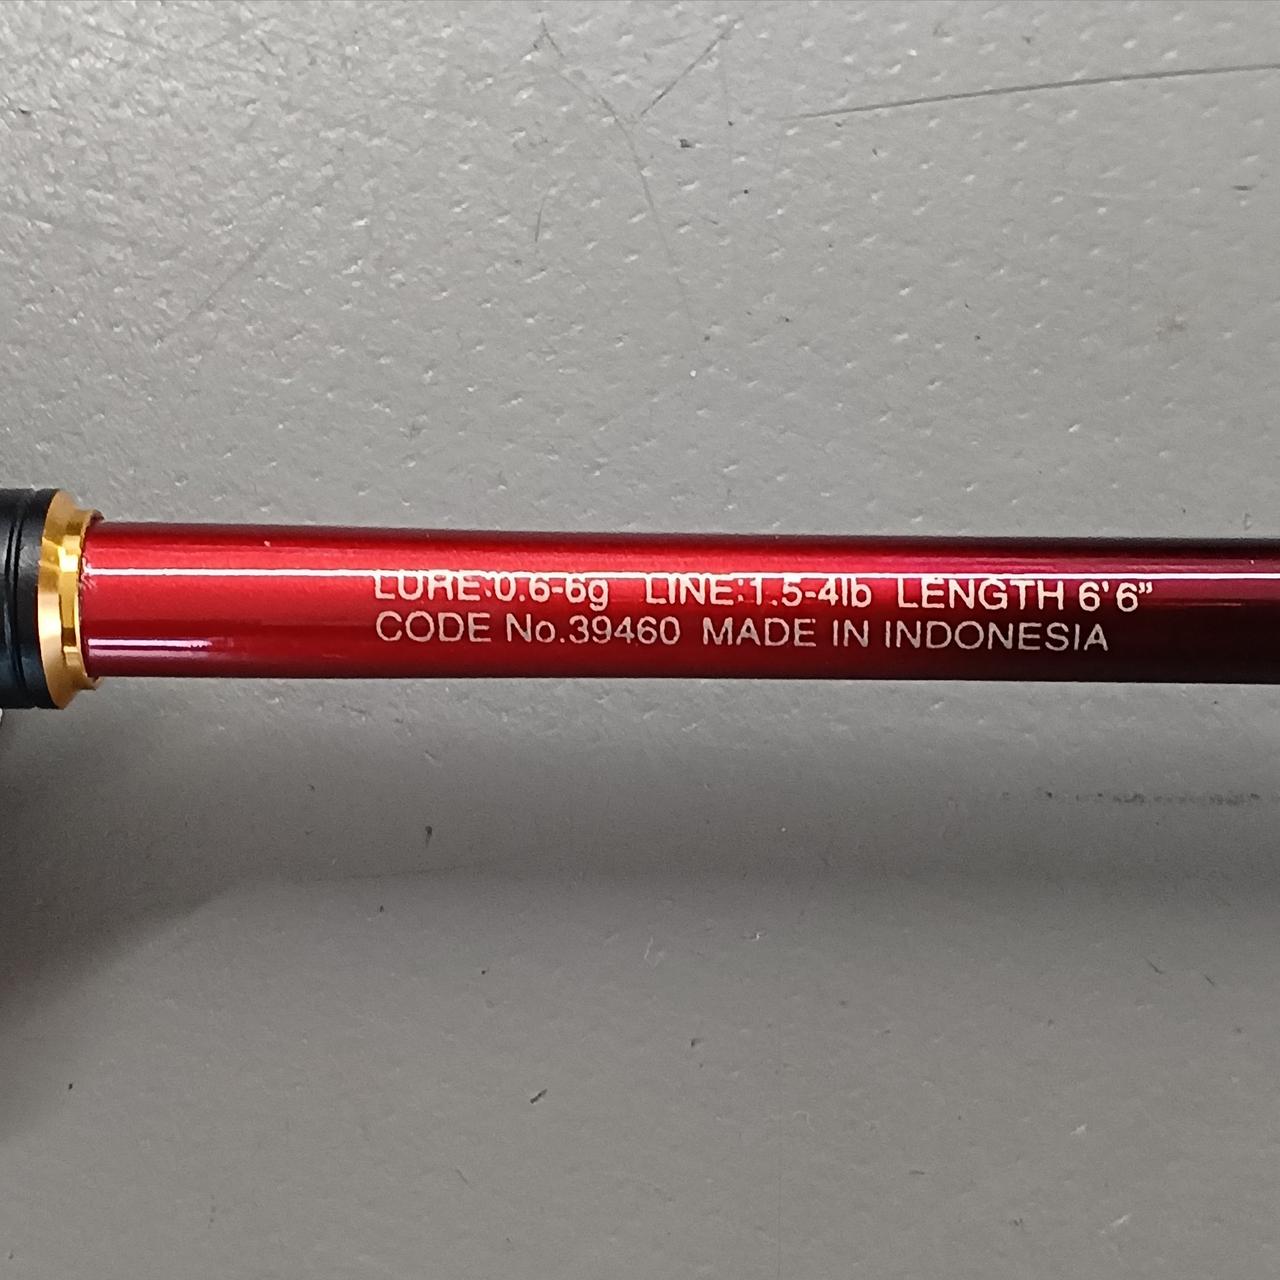 LURE:0.6-6g LINE:1.5-4lb LENGTH 6'6”
CODE No.39460 MADE IN INDONESIA